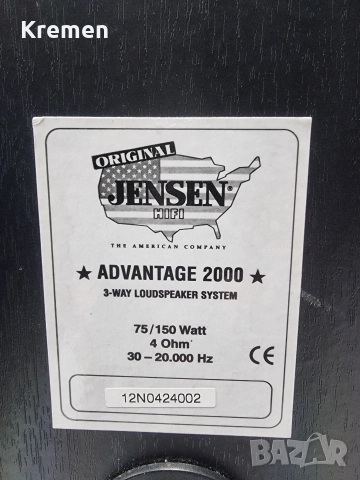 Kremen
ORIGINAL
JENSEN®
HIFI
THE AMERICAN COMPANY
★ ADVANTAGE 2000 ★
3-WAY LOUDSPEAKER SYSTEM
75/150 Watt
4 Ohm
30 – 20.000 Hz
CE
12N0424002
BAZAR